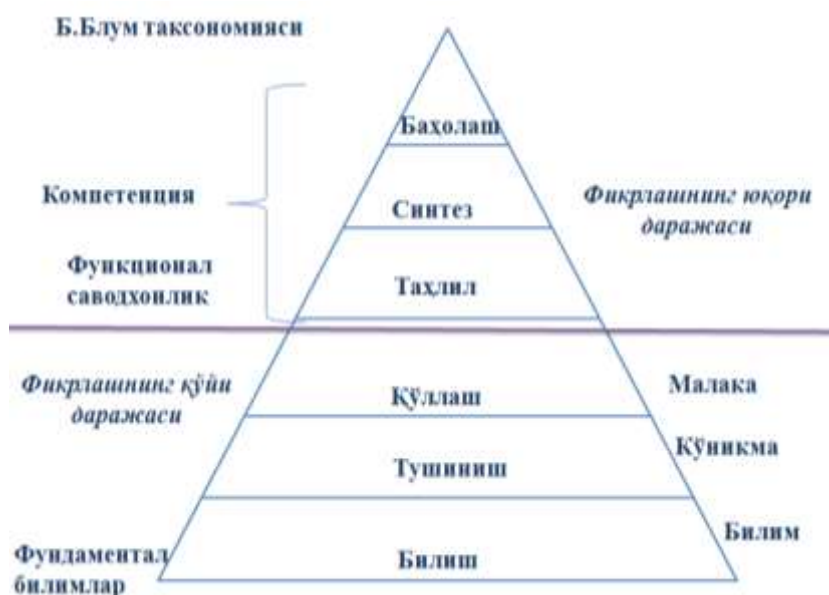 Б.Блум таксономияси
Баҳолаш
Компетенция
Синтез
Фикрлашнинг юқори
даражаси
Функционал
саводхонлик
Таҳлил
Фикрлашнинг қўйи
даражаси
Қўллаш
Малака
Кўникма
Тушиниш
Билим
Фундаментал
билимлар
Билиш